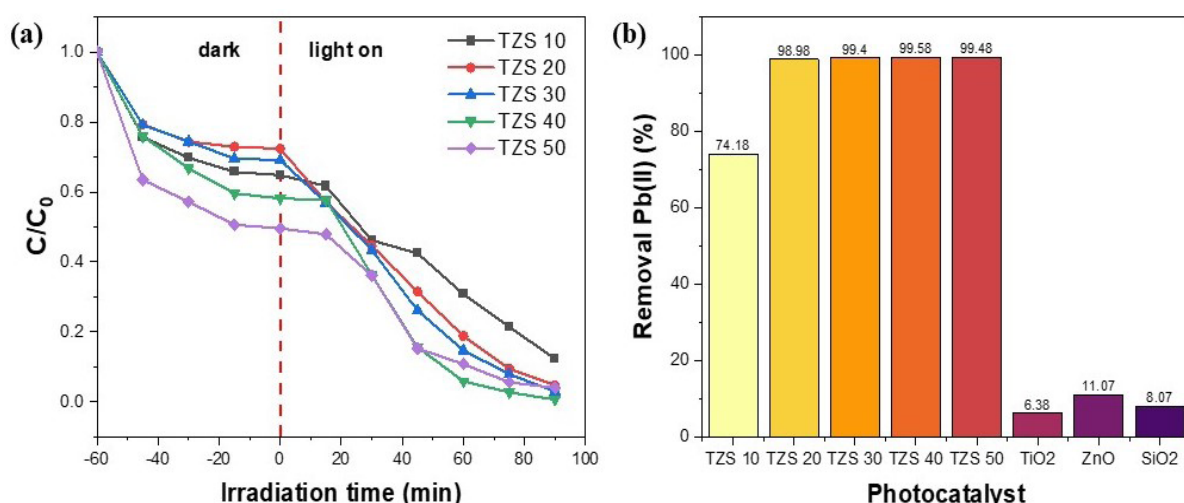 (a)
dark
light on
TZS 10
TZS 20
TZS 30
TZS 40
TZS 50
1.0
0.8
0.6
0.4
0.2
0.0
C/C0
-60
-40
-20
0
20
40
60
80
100
Irradiation time (min)
(b)
100
80
60
40
20
0
Removal Pb(II) (%)
74.18
98.98
99.4
99.58
99.48
6.38
11.07
8.07
TZS 10
TZS 20
TZS 30
TZS 40
TZS 50
TiO2
ZnO
SiO2
Photocatalyst